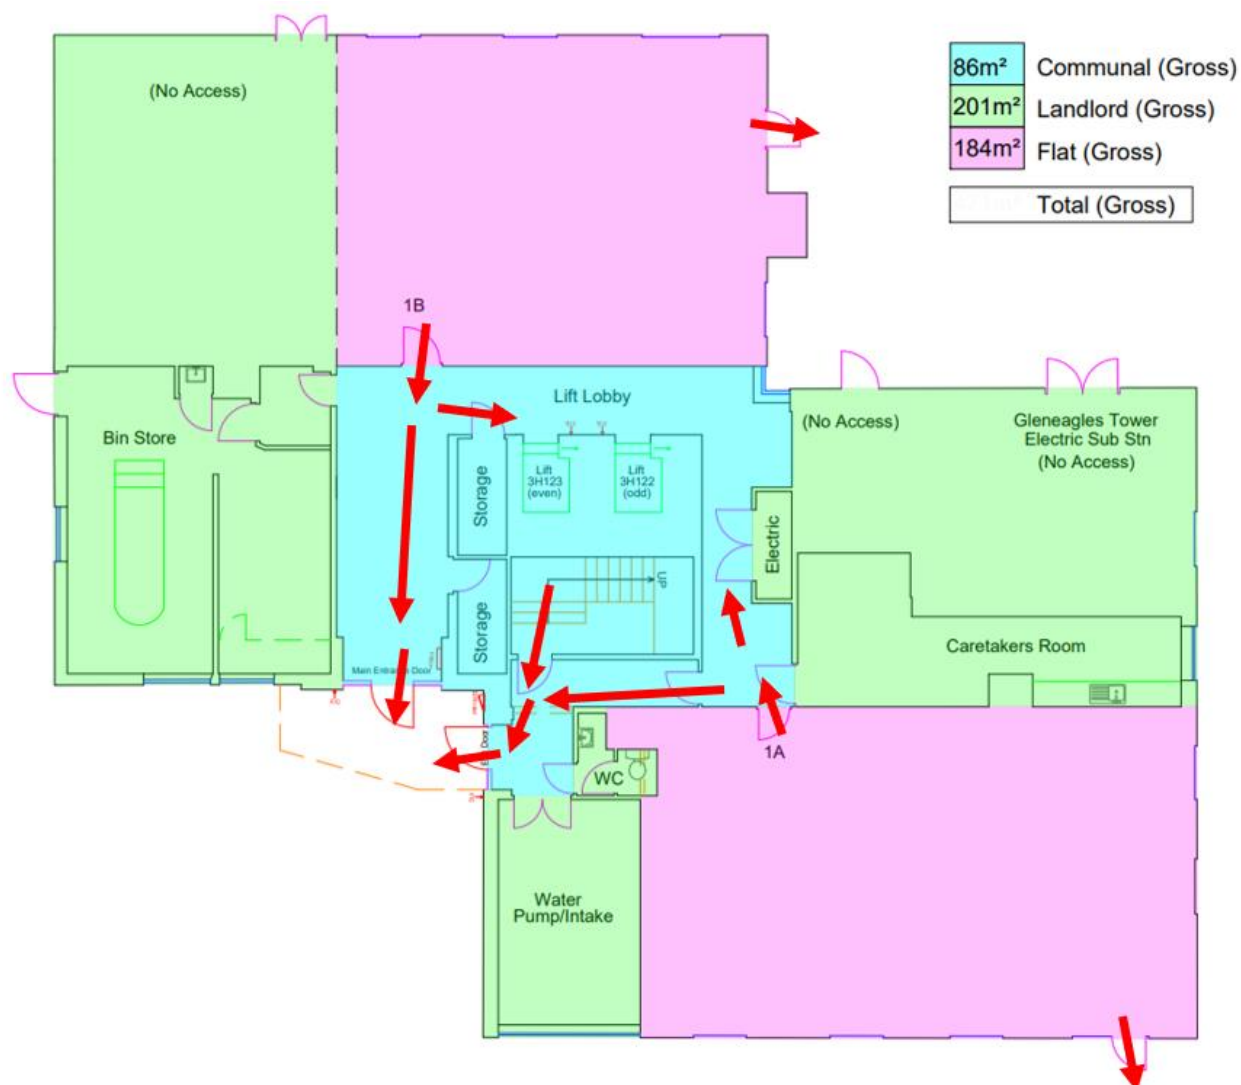 86m² Communal (Gross)
201m² Landlord (Gross)
184m² Flat (Gross)
Total (Gross)
(No Access)
1B
Lift Lobby
Bin Store
(No Access)
Gleneagles Tower
Electric Sub Stn
(No Access)
Storage
Lift
3H123
(even)
Lift
3H122
(odd)
Electric
UP
Storage
Caretakers Room
Main Entrance Door
1A
WC
Water
Pump/Intake